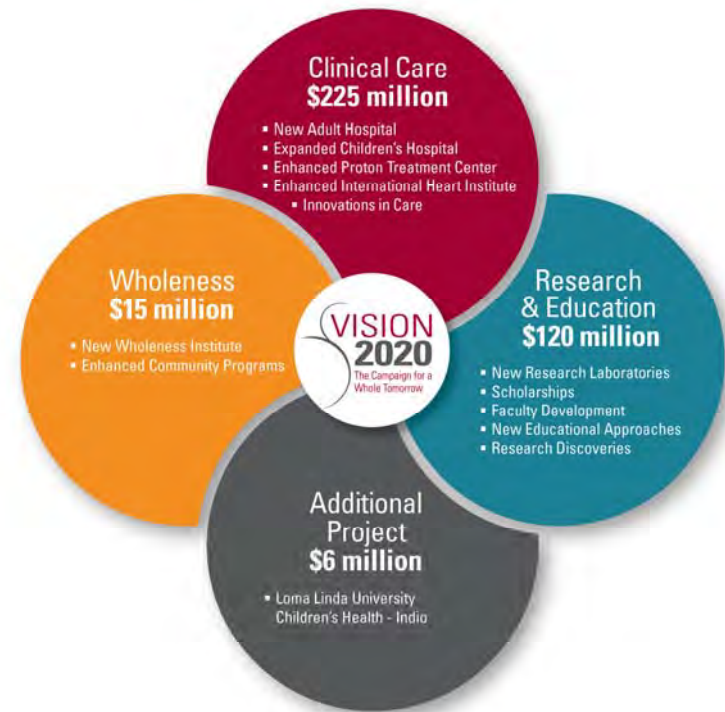 Clinical Care
$225 million
▪ New Adult Hospital
▪ Expanded Children's Hospital
▪ Enhanced Proton Treatment Center
▪ Enhanced International Heart Institute
▪ Innovations in Care
Wholeness
$15 million
▪ New Wholeness Institute
▪ Enhanced Community Programs
VISION
2020
The Campaign for a
Whole Tomorrow
Research
& Education
$120 million
▪ New Research Laboratories
▪ Scholarships
▪ Faculty Development
▪ New Educational Approaches
▪ Research Discoveries
Additional
Project
$6 million
▪ Loma Linda University
Children's Health - Indio